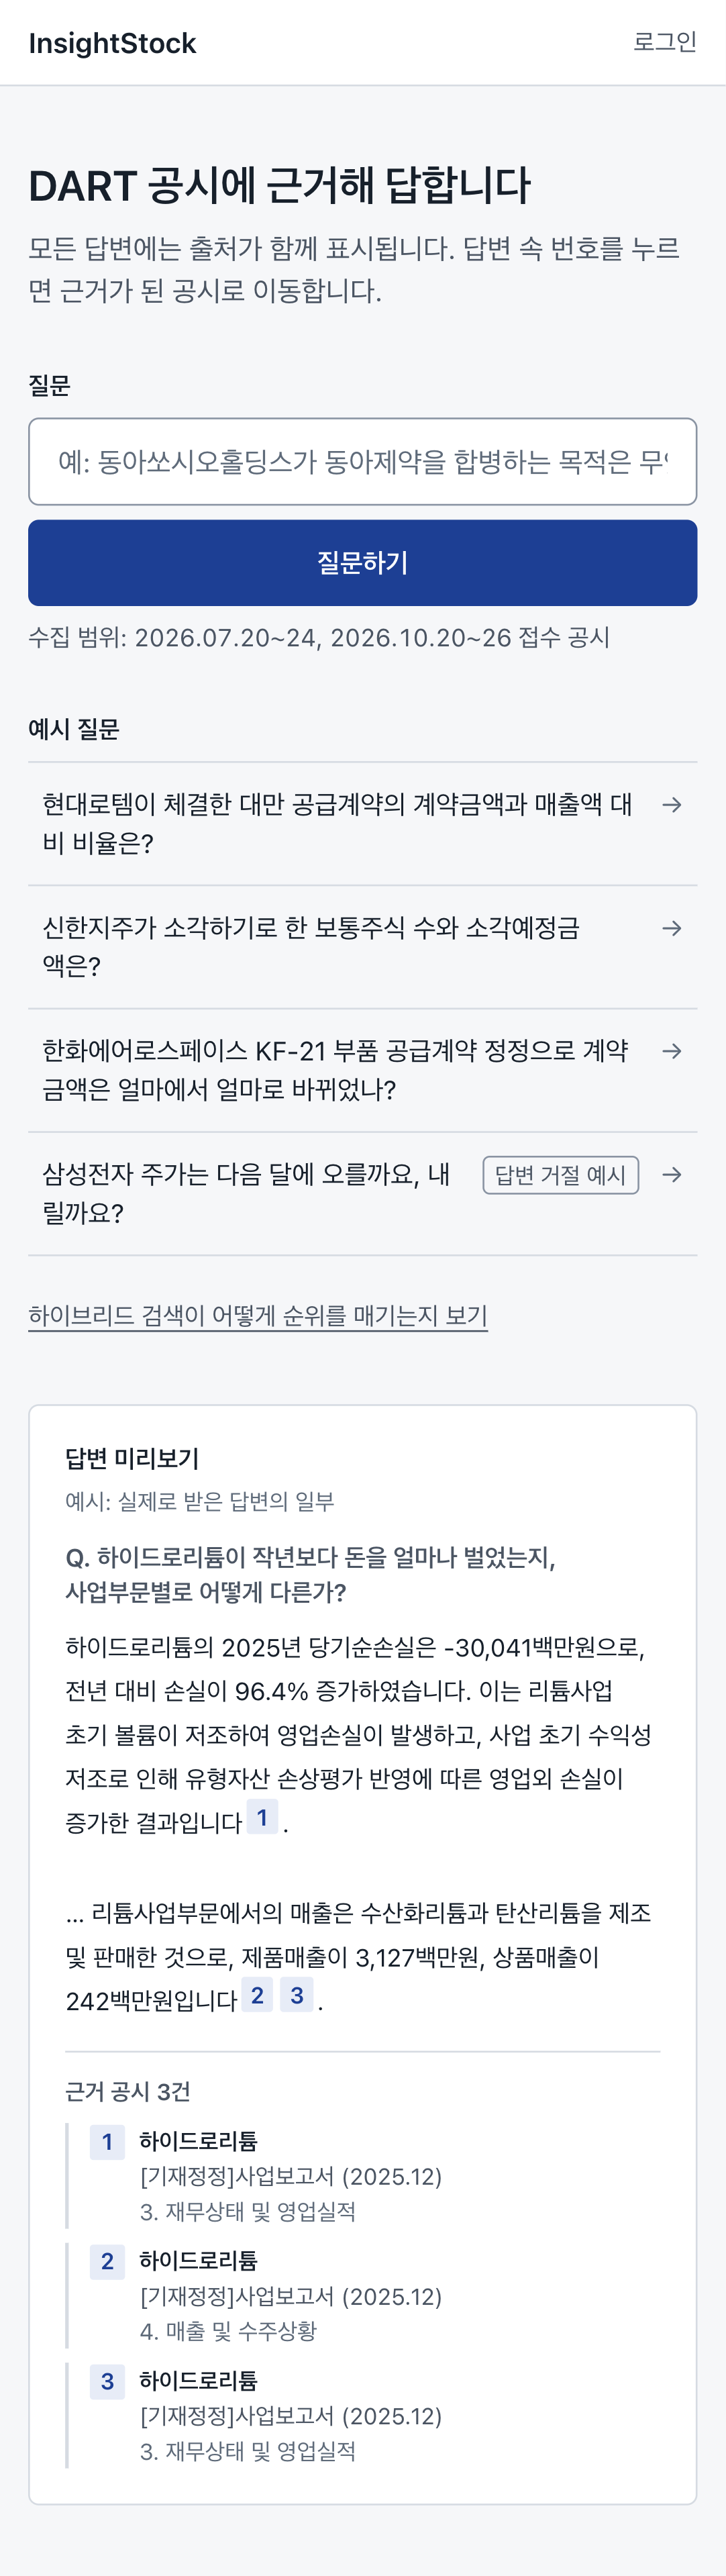 InsightStock
로그인
DART 공시에 근거해 답합니다
모든 답변에는 출처가 함께 표시됩니다. 답변 속 번호를 누르
면 근거가 된 공시로 이동합니다.
질문
예: 동아쏘시오홀딩스가 동아제약을 합병하는 목적은
질문하기
수집 범위: 2026.07.20~24, 2026.10.20~26 접수 공시
예시 질문
현대로템이 체결한 대만 공급계약의 계약금액과 매출액 대 →
비 비율은?
신한지주가 소각하기로 한 보통주식 수와 소각예정금 →
액은?
한화에어로스페이스 KF-21 부품 공급계약 정정으로 계약 →
금액은 얼마에서 얼마로 바뀌었나?
삼성전자 주가는 다음 달에 오를까요, 내 답변 거절 예시 →
릴까요?
하이브리드 검색이 어떻게 순위를 매기는지 보기
답변 미리보기
예시: 실제로 받은 답변의 일부
Q. 하이드로리튬이 작년보다 돈을 얼마나 벌었는지,
사업부문별로 어떻게 다른가?
하이드로리튬의 2025년 당기순손실은 -30,041백만원으로,
전년 대비 손실이 96.4% 증가하였습니다. 이는 리튬사업
초기 볼륨이 저조하여 영업손실이 발생하고, 사업 초기 수익성
저조로 인해 유형자산 손상평가 반영에 따른 영업외 손실이
증가한 결과입니다 1 .
... 리튬사업부문에서의 매출은 수산화리튬과 탄산리튬을 제조
및 판매한 것으로, 제품매출이 3,127백만원, 상품매출이
242백만원입니다 2 3 .
근거 공시 3건
1 하이드로리튬
[기재정정]사업보고서 (2025.12)
3. 재무상태 및 영업실적
2 하이드로리튬
[기재정정]사업보고서 (2025.12)
4. 매출 및 수주상황
3 하이드로리튬
[기재정정]사업보고서 (2025.12)
3. 재무상태 및 영업실적